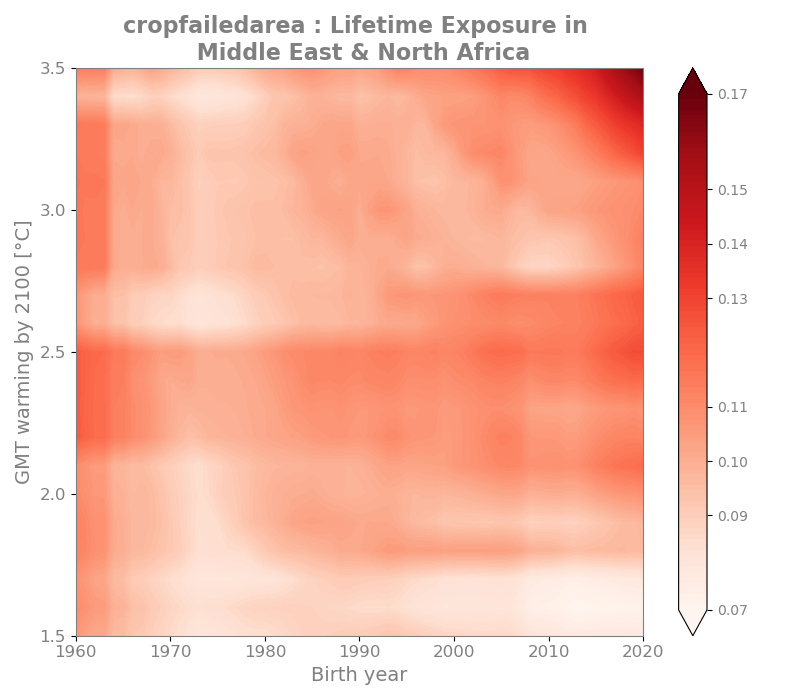 cropfailedarea : Lifetime Exposure in
Middle East & North Africa
GMT warming by 2100 [°C]
3.5
3.0
2.5
2.0
1.5
1960 1970 1980 1990 2000 2010 2020
Birth year
0.17
0.15
0.14
0.13
0.11
0.10
0.09
0.07